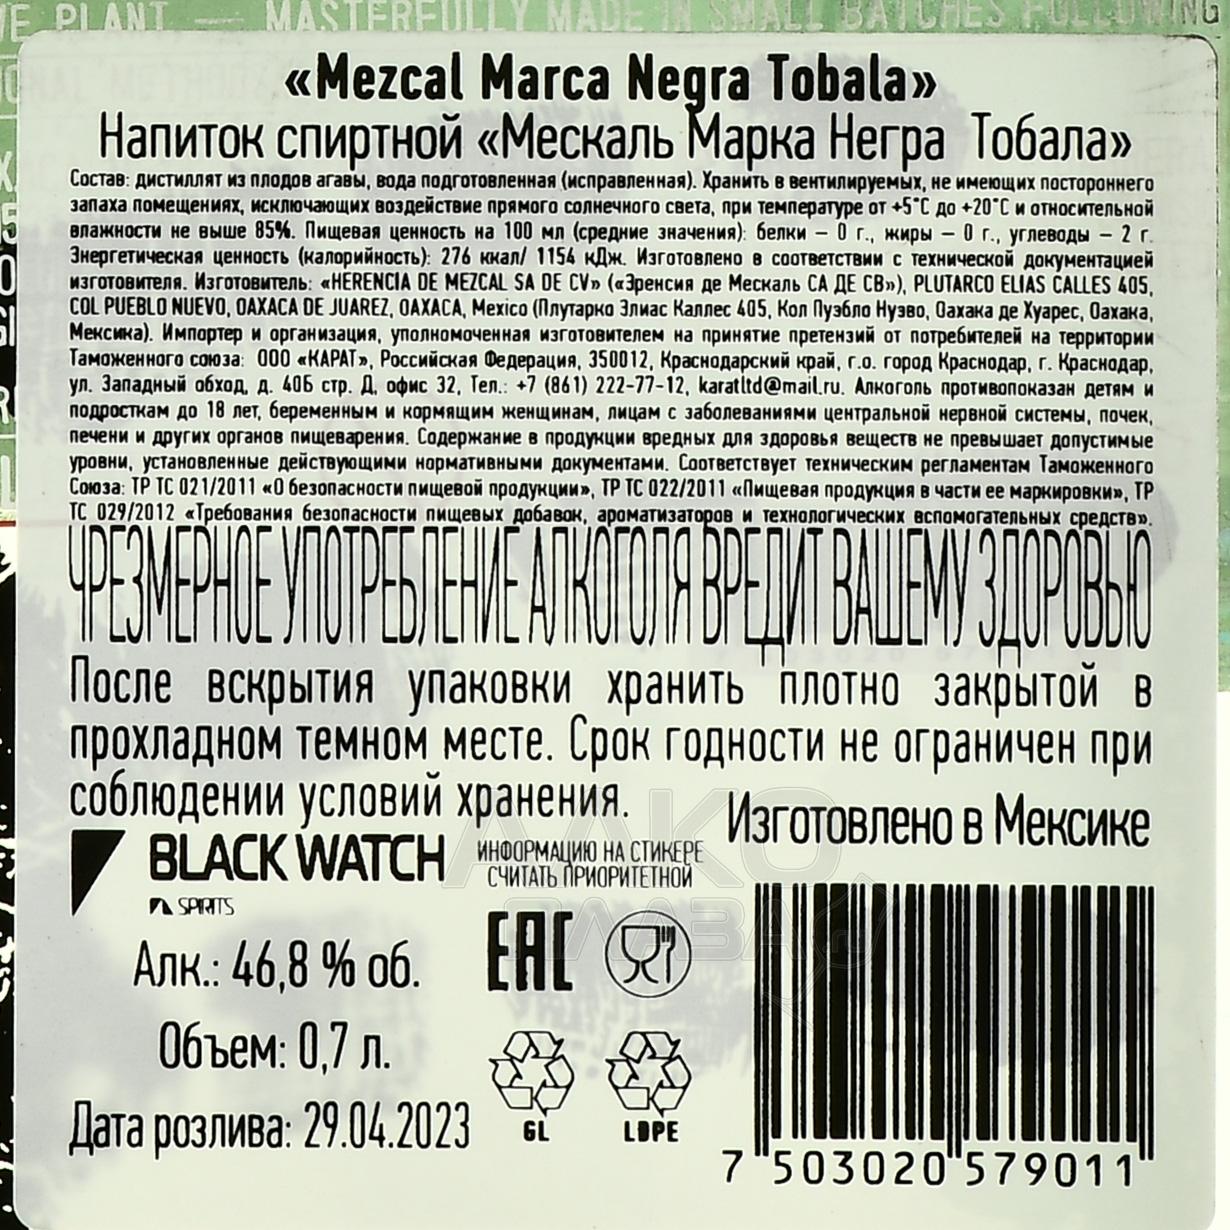 VE PLANT — MASTERFULLY MADE IN SMALL BATCHES FOLLOWING
«Mezcal Marca Negra Tobala»
Напиток спиртной «Мескаль Марка Негра Тобала»
Состав: дистиллят из плодов агавы, вода подготовленная (исправленная). Хранить в вентилируемых, не имеющих постороннего
запаха помещениях, исключающих воздействие прямого солнечного света, при температуре от +5˚С до +20˚С и относительной
влажности не выше 85%. Пищевая ценность на 100 мл (средние значения): белки – 0 г., жиры – 0 г., углеводы – 2 г.
Энергетическая ценность (калорийность): 276 ккал/ 1154 кДж. Изготовлено в соответствии с технической документацией
изготовителя. Изготовитель: «HERENCIA DE MEZCAL SA DE CV» («Эренсия де Мескаль СА ДЕ СВ»), PLUTARCO ELIAS CALLES 405,
COL PUEBLO NUEVO, OAXACA DE JUAREZ, OAXACA, Mexico (Плутарко Элиас Каллес 405, Кол Пуэбло Нуэво, Оахака де Хуарес, Оахака,
Мексика). Импортер и организация, уполномоченная изготовителем на принятие претензий от потребителей на территории
Таможенного союза: ООО «КАРАТ», Российская Федерация, 350012, Краснодарский край, г.о. город Краснодар, г. Краснодар,
ул. Западный обход, д. 40Б стр. Д, офис 32, Тел.: +7 (861) 222-77-12, karatltd@mail.ru. Алкоголь противопоказан детям и
подросткам до 18 лет, беременным и кормящим женщинам, лицам с заболеваниями центральной нервной системы, почек,
печени и других органов пищеварения. Содержание в продукции вредных для здоровья веществ не превышает допустимые
уровни, установленные действующими нормативными документами. Соответствует техническим регламентам Таможенного
Союза: ТР ТС 021/2011 «О безопасности пищевой продукции», ТР ТС 022/2011 «Пищевая продукция в части ее маркировки», ТР
ТС 029/2012 «Требования безопасности пищевых добавок, ароматизаторов и технологических вспомогательных средств».
ЧРЕЗМЕРНОЕ УПОТРЕБЛЕНИЕ АЛКОГОЛЯ ВРЕДИТ ВАШЕМУ ЗДОРОВЬЮ
После вскрытия упаковки хранить плотно закрытой в
прохладном темном месте. Срок годности не ограничен при
соблюдении условий хранения.
Изготовлено в Мексике
BLACK WATCH
SPIRITS
ИНФОРМАЦИЮ НА СТИКЕРЕ
СЧИТАТЬ ПРИОРИТЕТНОЙ
АЛКО
ПЛАЗА
EAC
Алк.: 46,8 % об.
Объем: 0,7 л.
Дата розлива: 29.04.2023
GL
LDPE
7 503020 579011